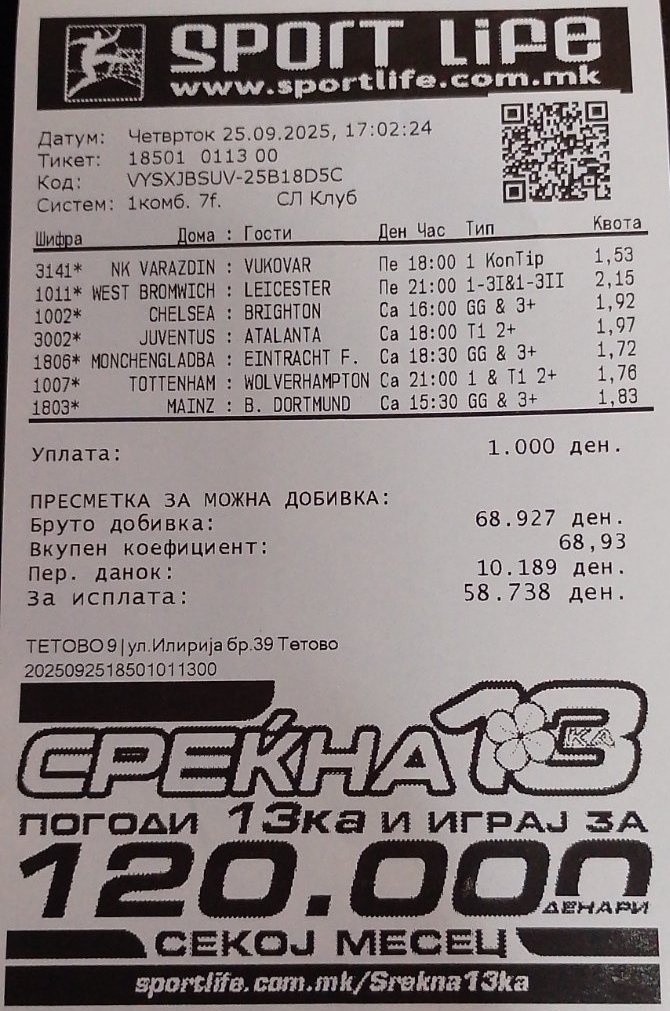 SPORT LIFE
www.sportlife.com.mk
Датум: Четврток 25.09.2025, 17:02:24
Тикет: 18501 0113 00
Код: VYSXJBSUV-25B18D5C
Систем: 1комб. 7f. СЛ Клуб
Шифра Дома : Гости Ден Час Тип Квота
3141* NK VARAZDIN : VUKOVAR Пе 18:00 1 KonTip 1,53
1011* WEST BROMWICH : LEICESTER Пе 21:00 1-3I&1-3II 2,15
1002* CHELSEA : BRIGHTON Са 16:00 GG & 3+ 1,92
3002* JUVENTUS : ATALANTA Са 18:00 T1 2+ 1,97
1806* MONCHENGLADBA : EINTRACHT F. Са 18:30 GG & 3+ 1,72
1007* TOTTENHAM : WOLVERHAMPTON Са 21:00 1 & T1 2+ 1,76
1803* MAINZ : B. DORTMUND Са 15:30 GG & 3+ 1,83
Уплата: 1.000 ден.
ПРЕСМЕТКА ЗА МОЖНА ДОБИВКА:
Бруто добивка: 68.927 ден.
Вкупен коефициент: 68,93
Пер. данок: 10.189 ден.
За исплата: 58.738 ден.
ТЕТОВО 9|ул.Илирија бр.39 Тетово
2025092518501011300
СРЕЌНА 13КА
ПОГОДИ 13ка И ИГРАЈ ЗА
120.000
ДЕНАРИ
СЕКОЈ МЕСЕЦ
sportlife.com.mk/Srekna13ka